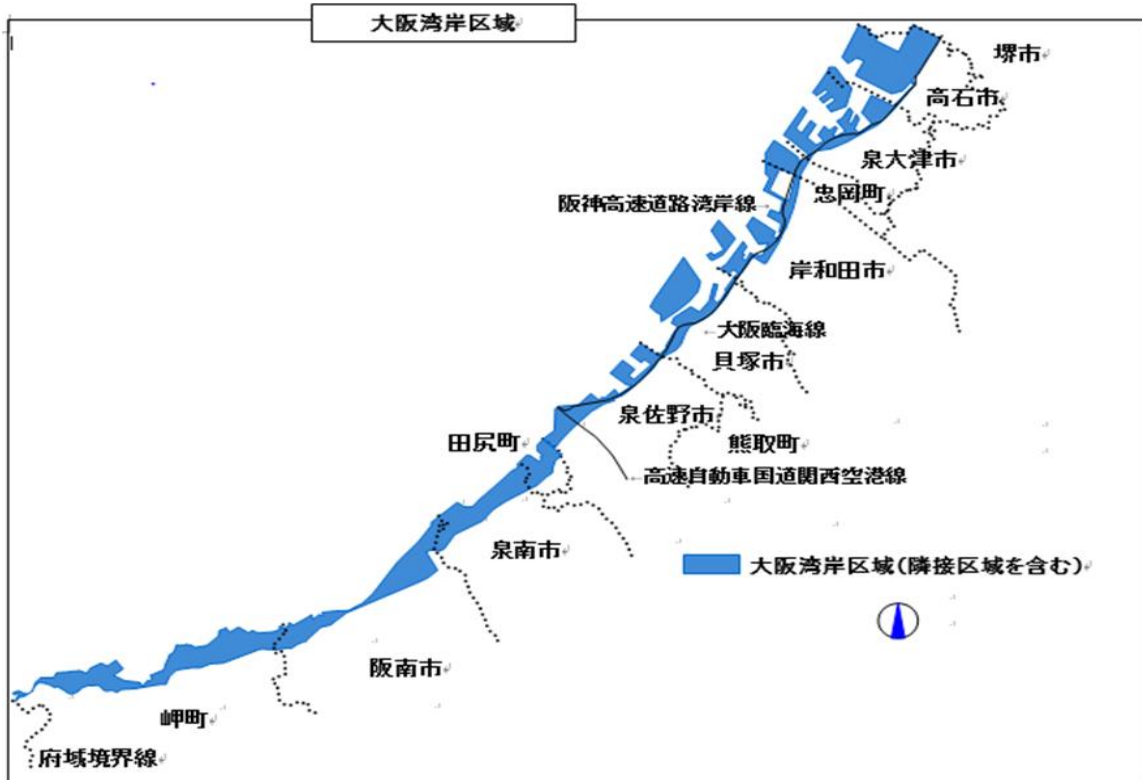 大阪湾岸区域
堺市
高石市
泉大津市
忠岡町
阪神高速道路湾岸線
岸和田市
大阪臨海線
貝塚市
泉佐野市
田尻町
熊取町
高速自動車国道関西空港線
泉南市
大阪湾岸区域(隣接区域を含む)
阪南市
岬町
府域境界線